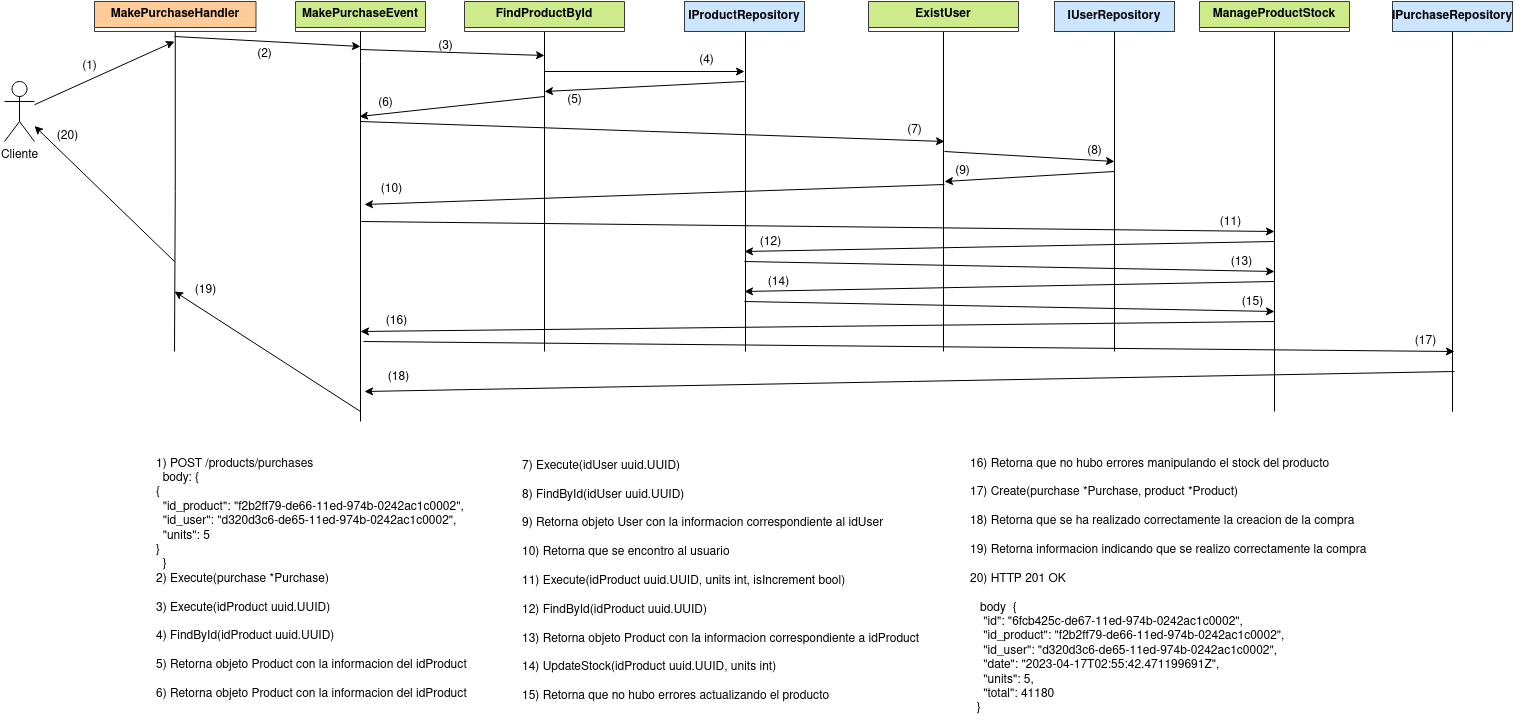 MakePurchaseHandler
MakePurchaseEvent
FindProductById
IProductRepository
ExistUser
IUserRepository
ManageProductStock
IPurchaseRepository
(1)
(2)
(3)
(4)
(5)
(6)
(7)
(8)
(9)
(10)
(11)
(12)
(13)
(14)
(15)
(16)
(17)
(18)
(19)
(20)
Cliente
1) POST /products/purchases
body: {
{
"id_product": "f2b2ff79-de66-11ed-974b-0242ac1c0002",
"id_user": "d320d3c6-de65-11ed-974b-0242ac1c0002",
"units": 5
}
}
2) Execute(purchase *Purchase)
3) Execute(idProduct uuid.UUID)
4) FindById(idProduct uuid.UUID)
5) Retorna objeto Product con la informacion del idProduct
6) Retorna objeto Product con la informacion del idProduct
7) Execute(idUser uuid.UUID)
8) FindById(idUser uuid.UUID)
9) Retorna objeto User con la informacion correspondiente al idUser
10) Retorna que se encontro al usuario
11) Execute(idProduct uuid.UUID, units int, isIncrement bool)
12) FindById(idProduct uuid.UUID)
13) Retorna objeto Product con la informacion correspondiente a idProduct
14) UpdateStock(idProduct uuid.UUID, units int)
15) Retorna que no hubo errores actualizando el producto
16) Retorna que no hubo errores manipulando el stock del producto
17) Create(purchase *Purchase, product *Product)
18) Retorna que se ha realizado correctamente la creacion de la compra
19) Retorna informacion indicando que se realizo correctamente la compra
20) HTTP 201 OK
body {
"id": "6fcb425c-de67-11ed-974b-0242ac1c0002",
"id_product": "f2b2ff79-de66-11ed-974b-0242ac1c0002",
"id_user": "d320d3c6-de65-11ed-974b-0242ac1c0002",
"date": "2023-04-17T02:55:42.471199691Z",
"units": 5,
"total": 41180
}